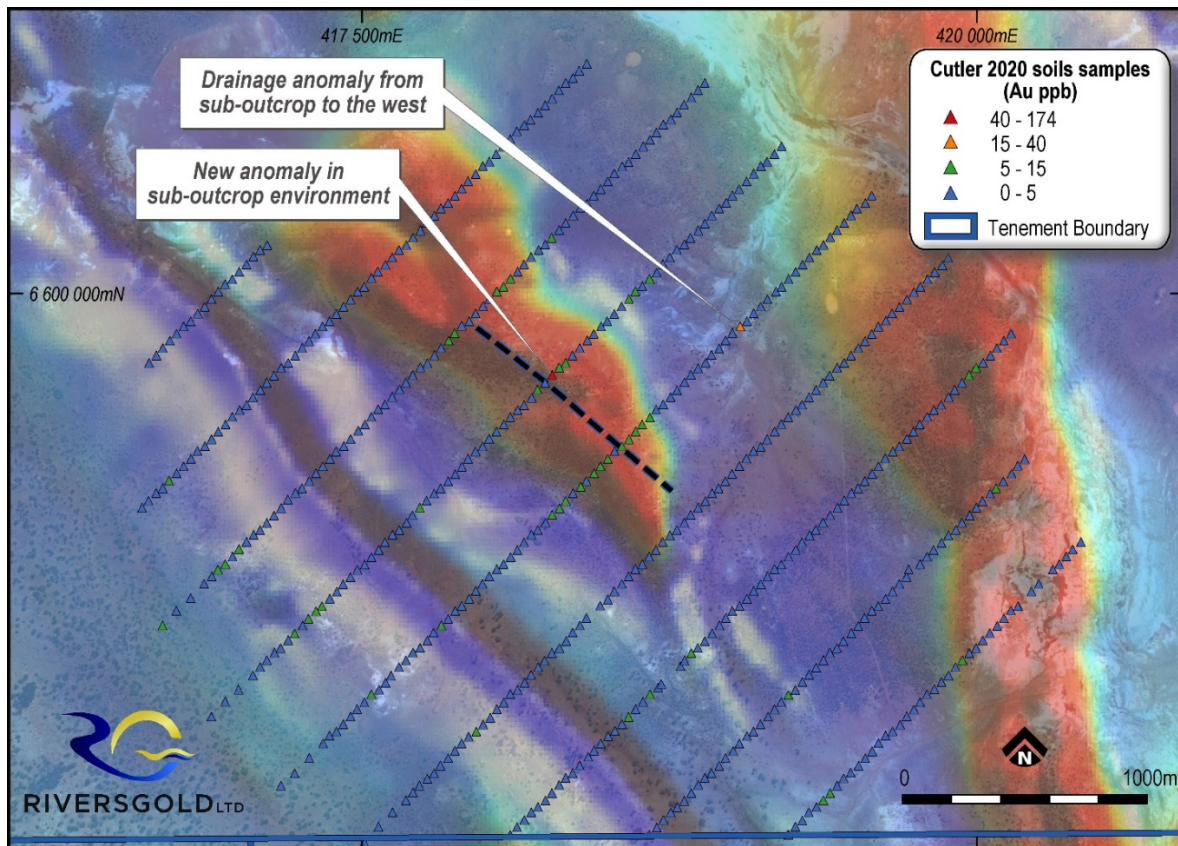 417 500mE
420 000mE
Drainage anomaly from
sub-outcrop to the west
New anomaly in
sub-outcrop environment
Cutler 2020 soils samples
(Au ppb)
40 - 174
15 - 40
5 - 15
0 - 5
Tenement Boundary
6 600 000mN
RIVERSGOLD LTD
N
0
1000m